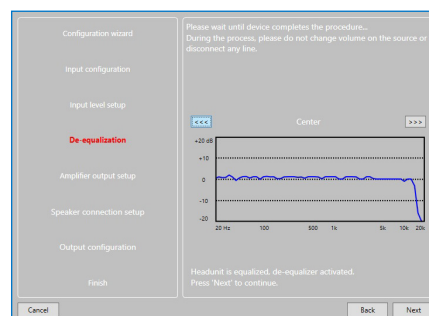 Configuration wizard
Input configuration
Input level setup
De-equalization
Amplifier output setup
Speaker connection setup
Output configuration
Finish
Please wait until device completes the procedure...
During the process, please do not change volume on the source or
disconnect any line.
<<< Center >>>
+20 dB
+10
0
-10
-20
20 Hz 100 500 1k 5k 10k 20k
Headunit is equalized, de-equalizer activated.
Press 'Next' to continue.
Cancel Back Next